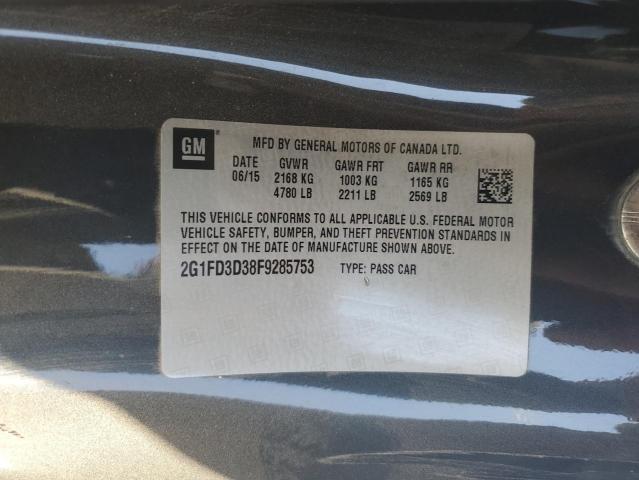 GM
MFD BY GENERAL MOTORS OF CANADA LTD.
DATE GVWR GAWR FRT GAWR RR
06/15 2168 KG 1003 KG 1165 KG
4780 LB 2211 LB 2569 LB
THIS VEHICLE CONFORMS TO ALL APPLICABLE U.S. FEDERAL MOTOR
VEHICLE SAFETY, BUMPER, AND THEFT PREVENTION STANDARDS IN
EFFECT ON THE DATE OF MANUFACTURE SHOWN ABOVE.
2G1FD3D38F9285753 TYPE: PASS CAR